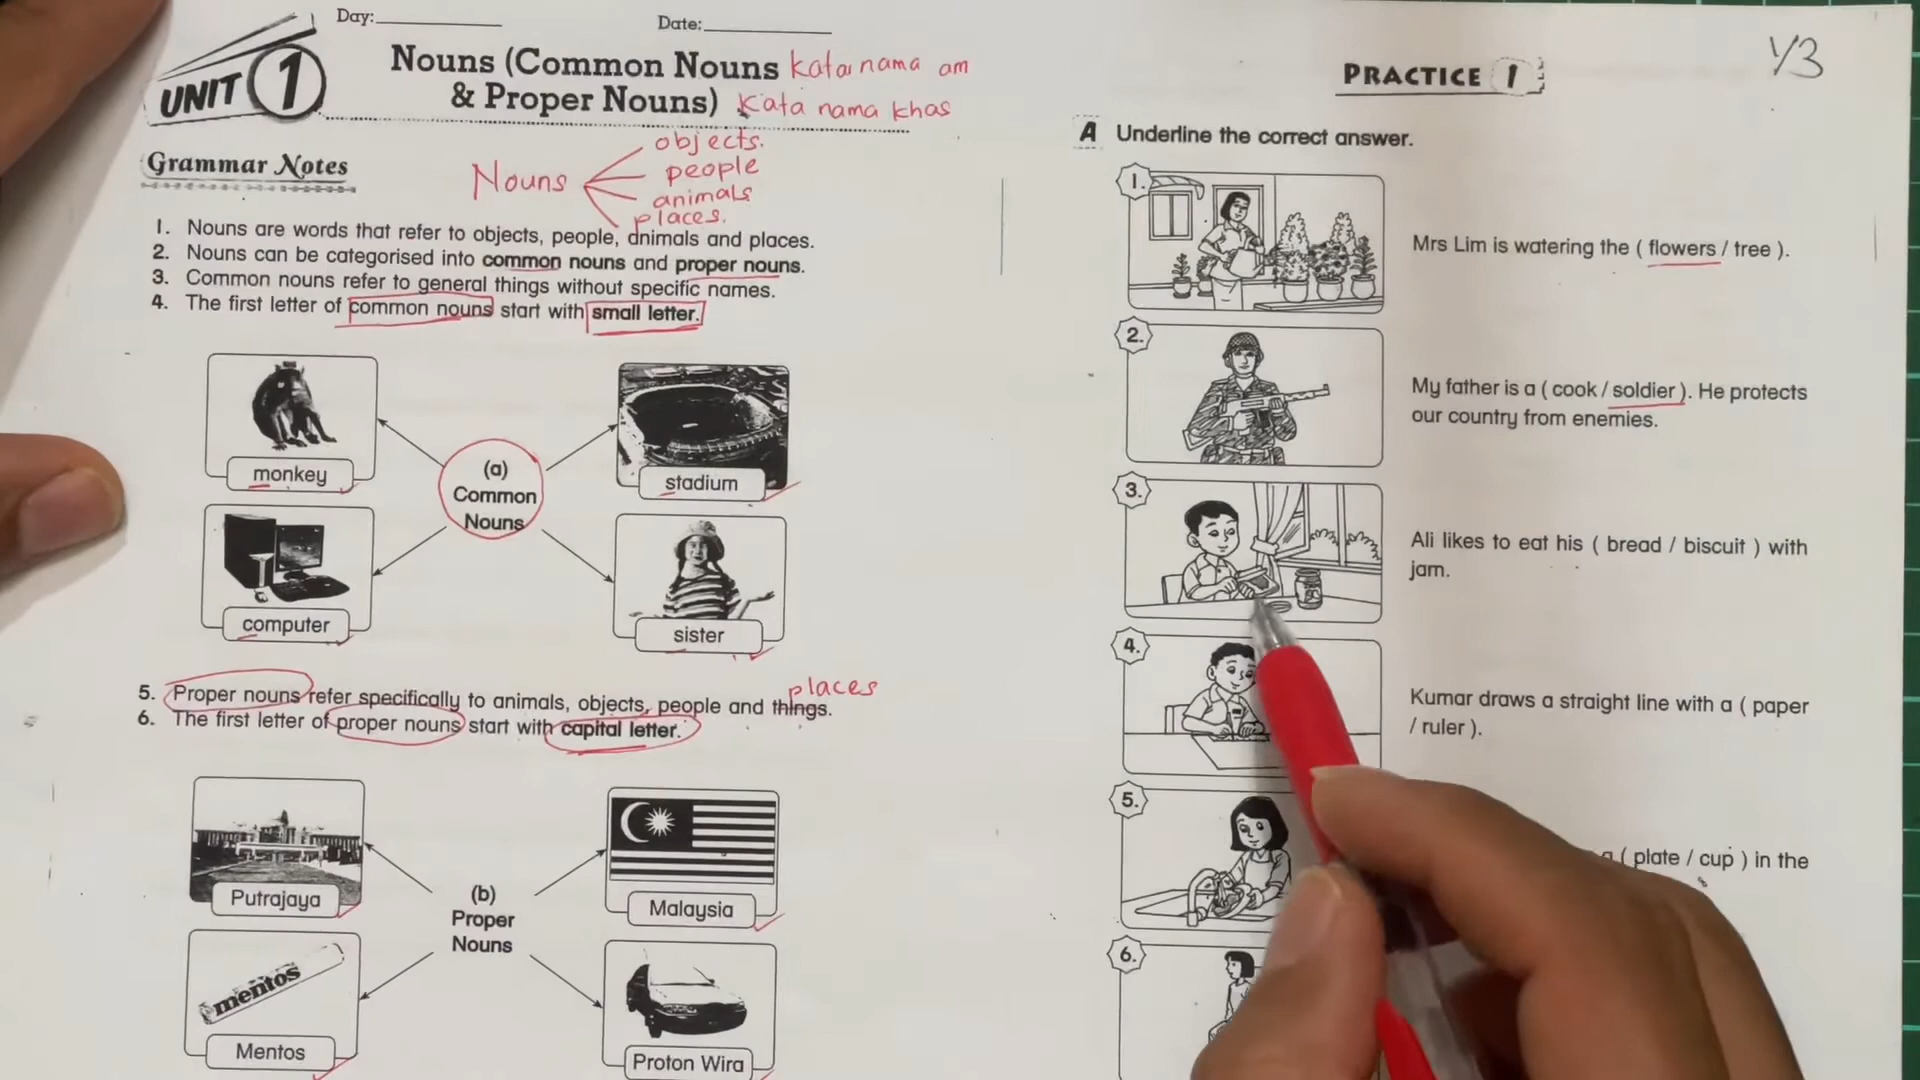 Day:
Date:
UNIT 1
Nouns (Common Nouns kata nama am
& Proper Nouns) kata nama khas
Grammar Notes
Nouns
objects.
people
animals
places.
1. Nouns are words that refer to objects, people, animals and places.
2. Nouns can be categorised into common nouns and proper nouns.
3. Common nouns refer to general things without specific names.
4. The first letter of common nouns start with small letter.
monkey
stadium
(a)
Common
Nouns
computer
sister
places
5. Proper nouns refer specifically to animals, objects, people and things.
6. The first letter of proper nouns start with capital letter.
Putrajaya
Malaysia
(b)
Proper
Nouns
mentos
Mentos
Proton Wira
1/3
PRACTICE 1
A Underline the correct answer.
1.
Mrs Lim is watering the ( flowers / tree ).
2.
My father is a ( cook / soldier ). He protects
our country from enemies.
3.
Ali likes to eat his ( bread / biscuit ) with
jam.
4.
Kumar draws a straight line with a ( paper
/ ruler ).
5.
( plate / cup ) in the
6.